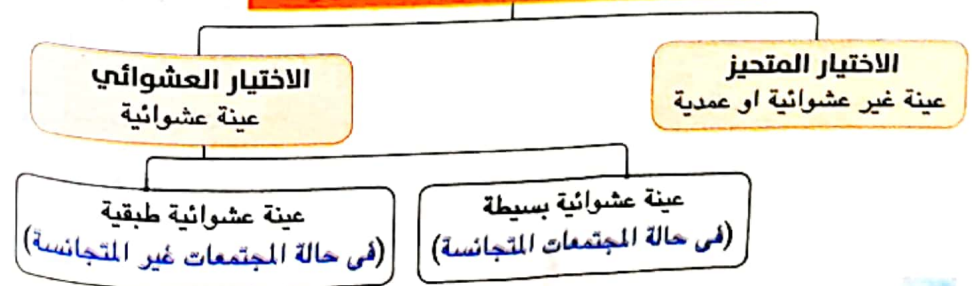 الاختيار المتحيز
عينة غير عشوائية او عمدية
الاختيار العشوائي
عينة عشوائية
عينة عشوائية بسيطة
(فى حالة المجتمعات المتجانسة)
عينة عشوائية طبقية
(فى حالة المجتمعات غير المتجانسة)